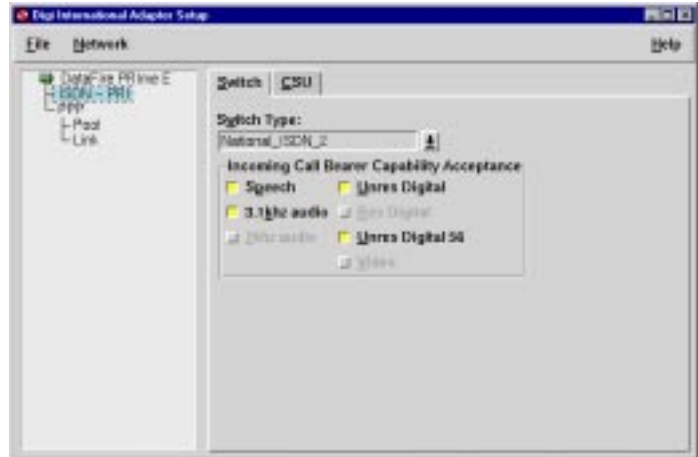 Digi International Adapter Setup
File Network Help
DataFire PRIme E
ISDN - PRI
PPP
Pool
Link
Switch CSU
Switch Type:
National_ISDN_2
Incoming Call Bearer Capability Acceptance
Speech Unres Digital
3.1khz audio Res Digital
7khz audio Unres Digital 56
Video